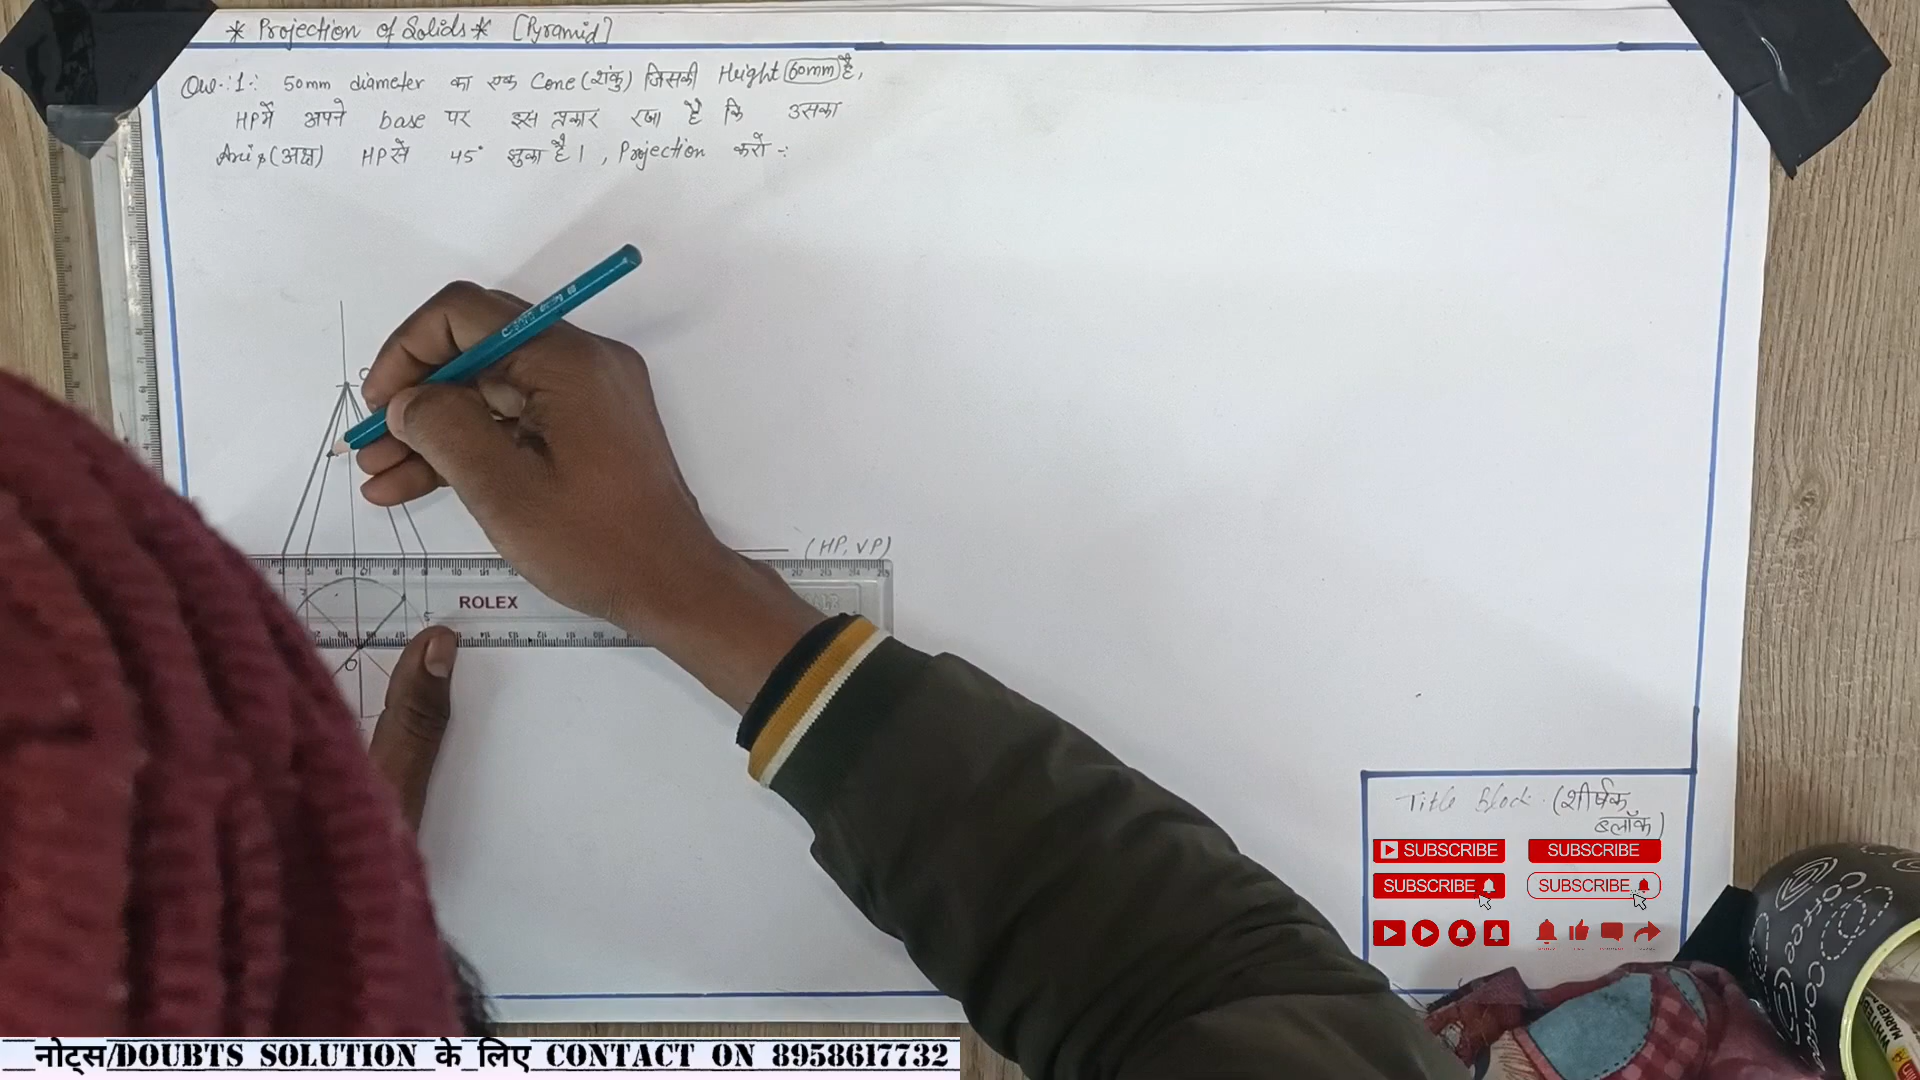 * Projection of Solids * [Pyramid]
Que.:1.: 50mm diameter का एक Cone (शंकु) जिसकी Height 60mm है,
HP में अपने base पर इस प्रकार रखा है कि उसका
Axis (अक्ष) HP से 45° झुका है। , Projection करो -:
(HP, VP)
ROLEX
O
Title Block. (शीर्षक
ब्लॉक)
SUBSCRIBE SUBSCRIBE
SUBSCRIBE SUBSCRIBE
COFFEE
नोट्स/DOUBTS SOLUTION के लिए CONTACT ON 8958617732